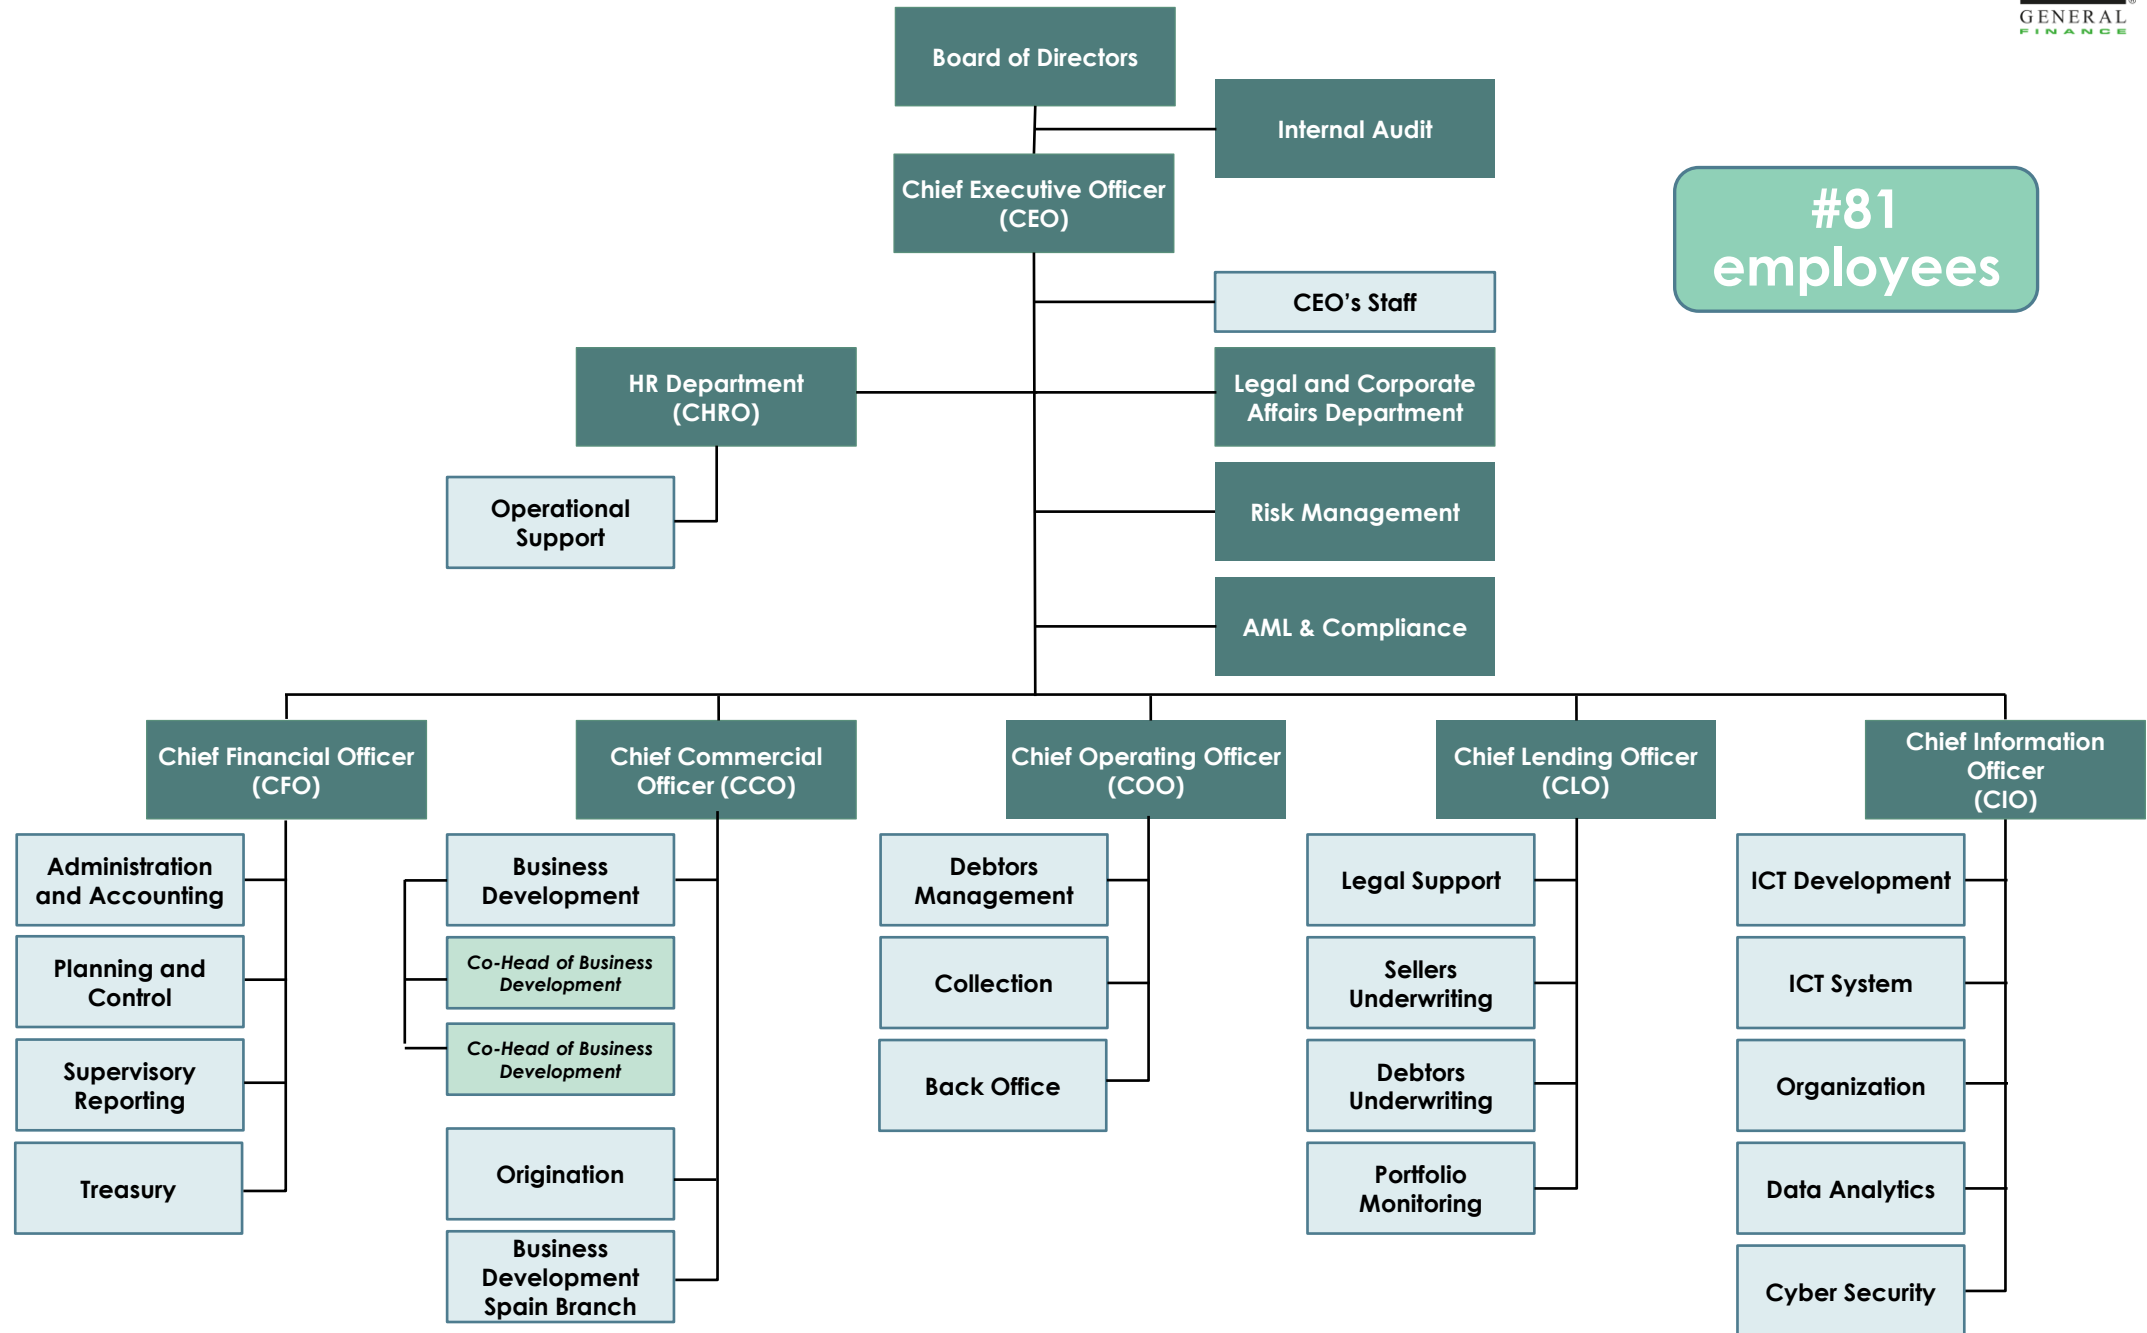 GENERAL
FINANCE
Board of Directors
Internal Audit
Chief Executive Officer
(CEO)
#81
employees
CEO’s Staff
HR Department
(CHRO)
Legal and Corporate
Affairs Department
Operational
Support
Risk Management
AML & Compliance
Chief Financial Officer
(CFO)
Chief Commercial
Officer (CCO)
Chief Operating Officer
(COO)
Chief Lending Officer
(CLO)
Chief Information
Officer
(CIO)
Administration
and Accounting
Planning and
Control
Supervisory
Reporting
Treasury
Business
Development
Co-Head of Business
Development
Co-Head of Business
Development
Origination
Business
Development
Spain Branch
Debtors
Management
Collection
Back Office
Legal Support
Sellers
Underwriting
Debtors
Underwriting
Portfolio
Monitoring
ICT Development
ICT System
Organization
Data Analytics
Cyber Security